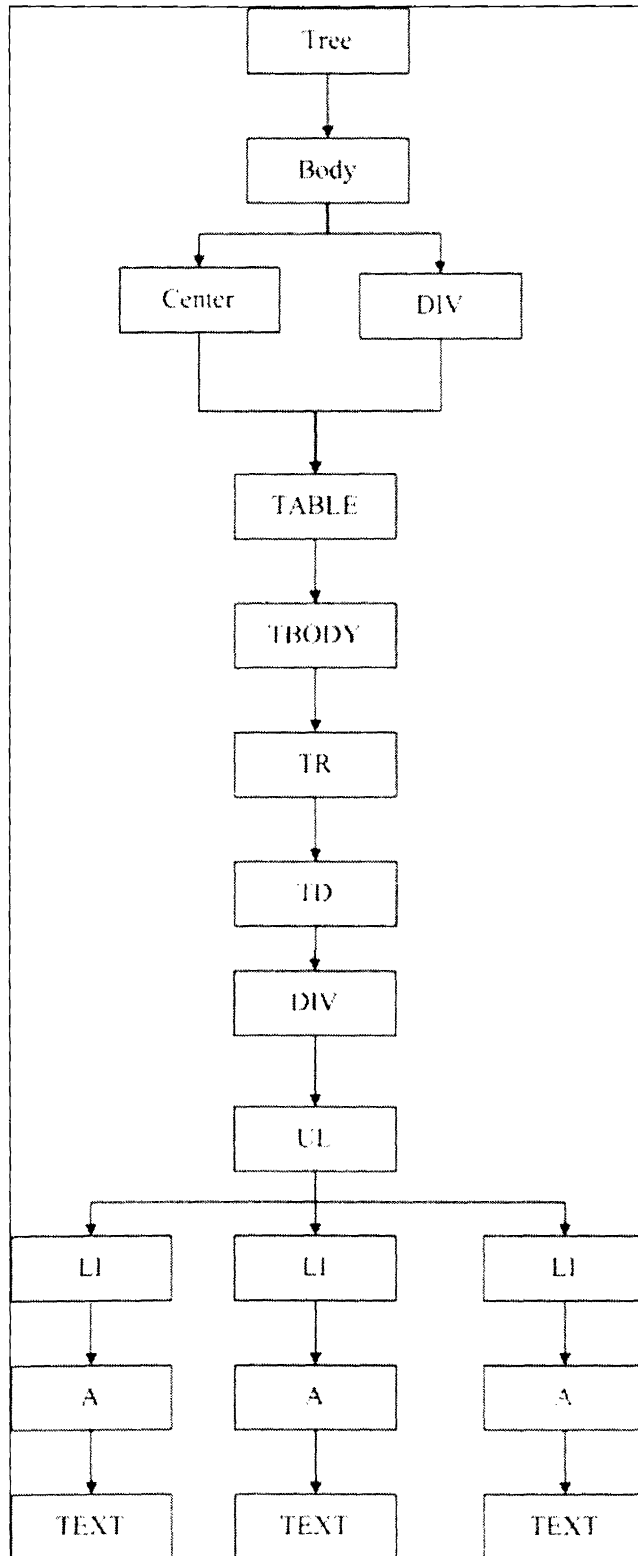 Tree
Body
Center
DIV
TABLE
TBODY
TR
TD
DIV
UL
LI LI LI
A A A
TEXT TEXT TEXT